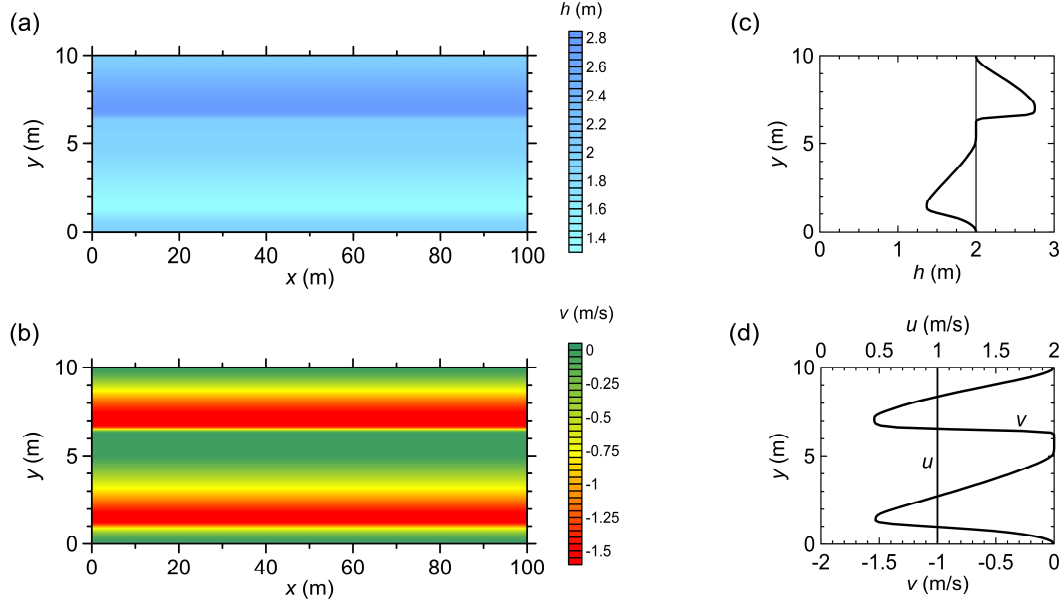 (a)
h (m)
10
5
0
y (m)
0 20 40 60 80 100
x (m)
2.8
2.6
2.4
2.2
2
1.8
1.6
1.4
(c)
10
5
0
y (m)
0 1 2 3
h (m)
(b)
v (m/s)
10
5
0
y (m)
0 20 40 60 80 100
x (m)
0
-0.25
-0.5
-0.75
-1
-1.25
-1.5
(d)
u (m/s)
0 0.5 1 1.5 2
10
5
0
y (m)
v
u
-2 -1.5 -1 -0.5 0
v (m/s)